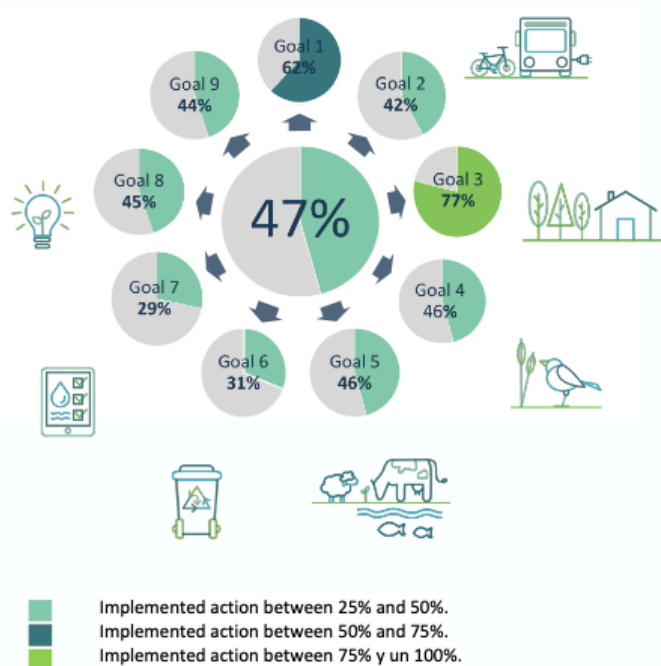 Goal 1
62%
Goal 2
42%
Goal 3
77%
Goal 4
46%
Goal 5
46%
Goal 6
31%
Goal 7
29%
Goal 8
45%
Goal 9
44%
47%
Implemented action between 25% and 50%.
Implemented action between 50% and 75%.
Implemented action between 75% y un 100%.